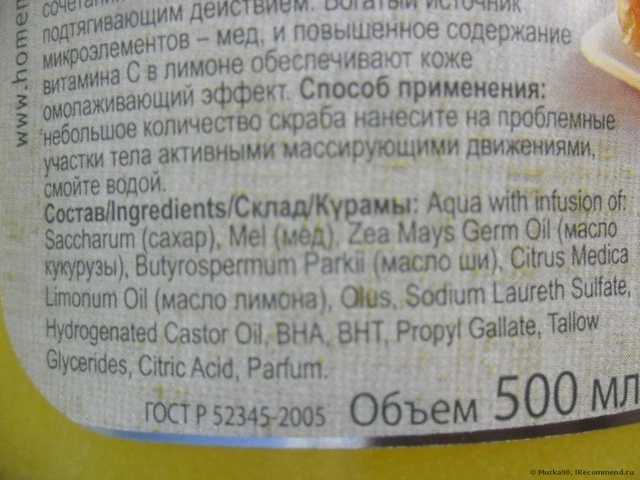 подтягивающим действием. Богатый источник
микроэлементов – мед, и повышенное содержание
витамина С в лимоне обеспечивают коже
омолаживающий эффект. Способ применения:
небольшое количество скраба нанесите на проблемные
участки тела активными массирующими движениями,
смойте водой.
Состав/Ingredients/Склад/Курамы: Aqua with infusion of:
Saccharum (сахар), Mel (мед), Zea Mays Germ Oil (масло
кукурузы), Butyrospermum Parkii (масло ши), Citrus Medica
Limonum Oil (масло лимона), Olus, Sodium Laureth Sulfate,
Hydrogenated Castor Oil, BHA, BHT, Propyl Gallate, Tallow
Glycerides, Citric Acid, Parfum.
ГОСТ Р 52345-2005 Объем 500 мл
www.homem
© Murka90, IRecommend.ru